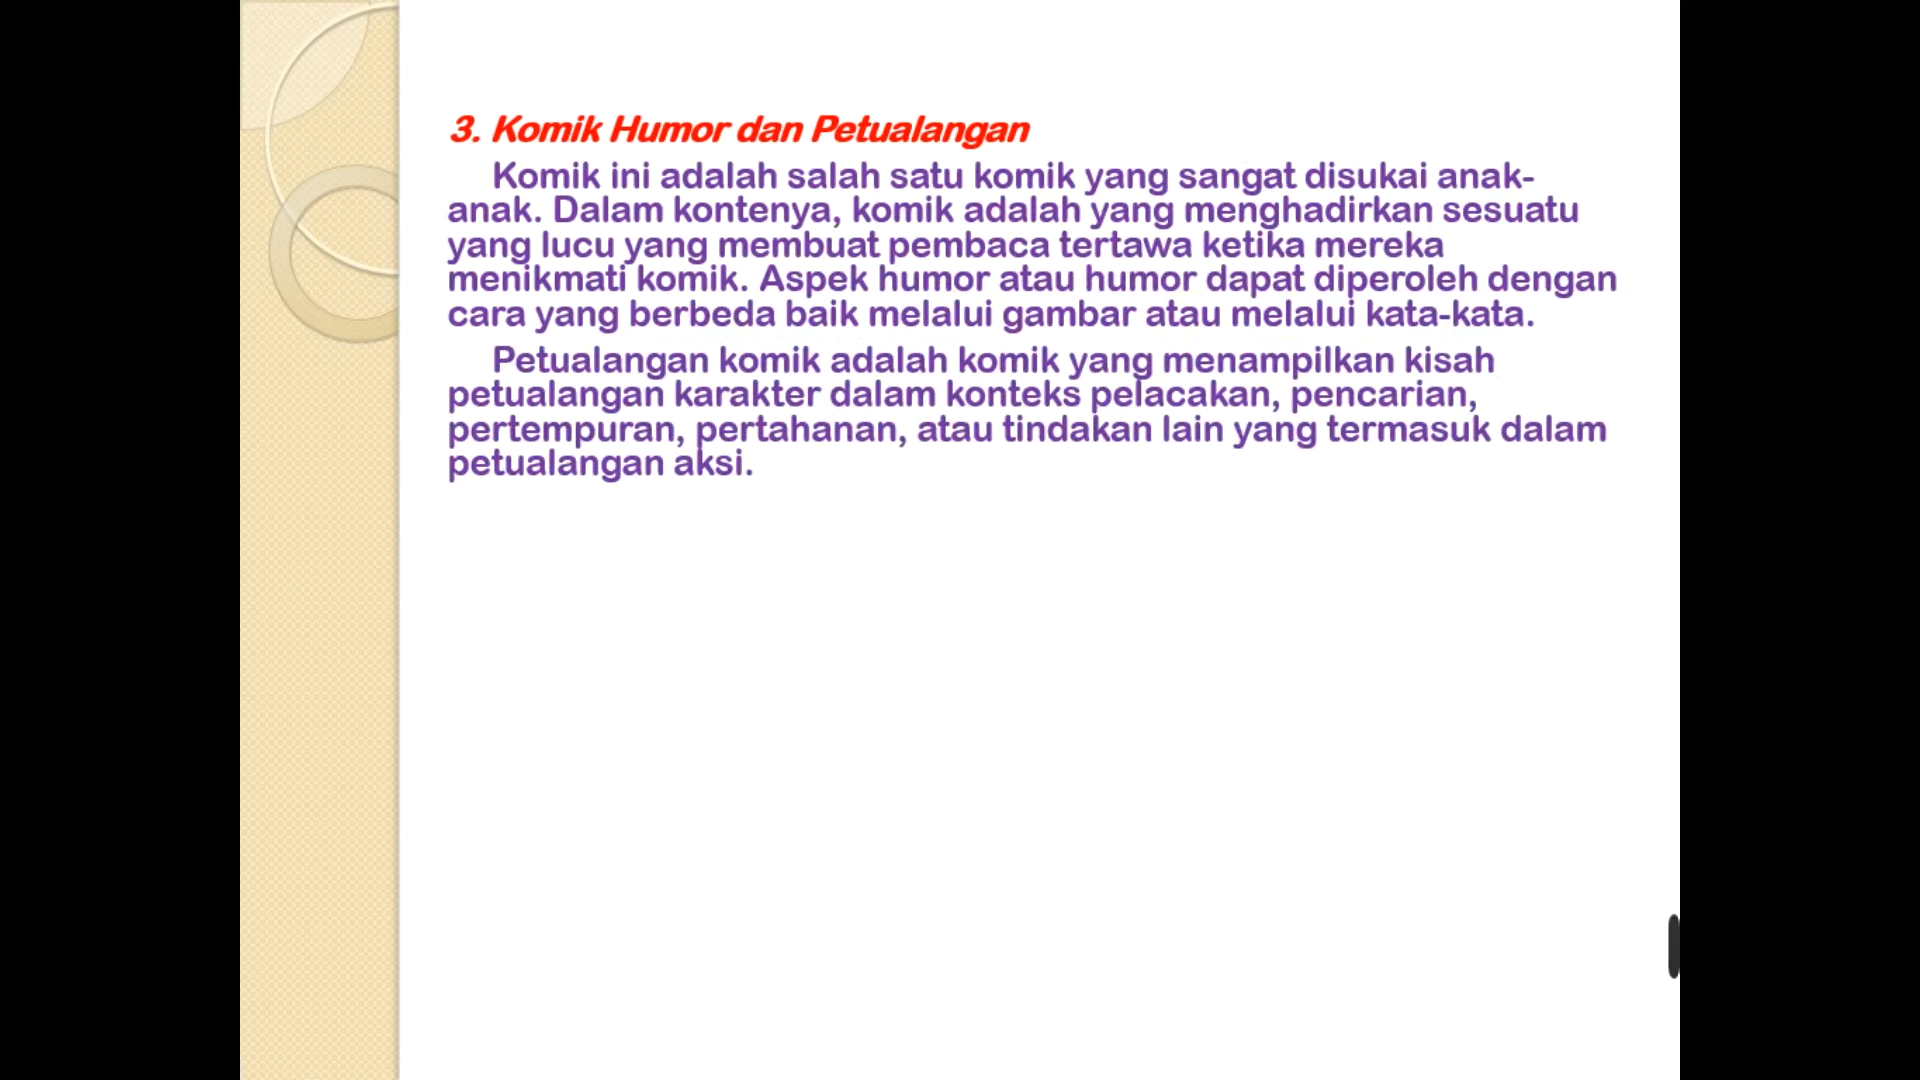 3. Komik Humor dan Petualangan
Komik ini adalah salah satu komik yang sangat disukai anak-
anak. Dalam kontenya, komik adalah yang menghadirkan sesuatu
yang lucu yang membuat pembaca tertawa ketika mereka
menikmati komik. Aspek humor atau humor dapat diperoleh dengan
cara yang berbeda baik melalui gambar atau melalui kata-kata.
Petualangan komik adalah komik yang menampilkan kisah
petualangan karakter dalam konteks pelacakan, pencarian,
pertempuran, pertahanan, atau tindakan lain yang termasuk dalam
petualangan aksi.